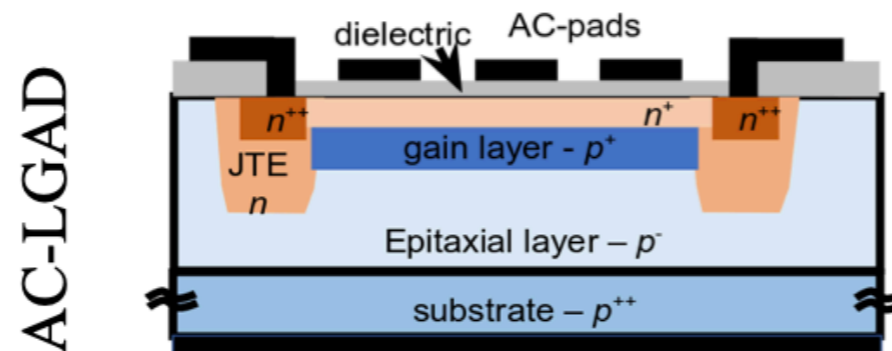 AC-LGAD
dielectric AC-pads
n++ n+ n++
gain layer - p+
JTE
n
Epitaxial layer – p-
substrate – p++